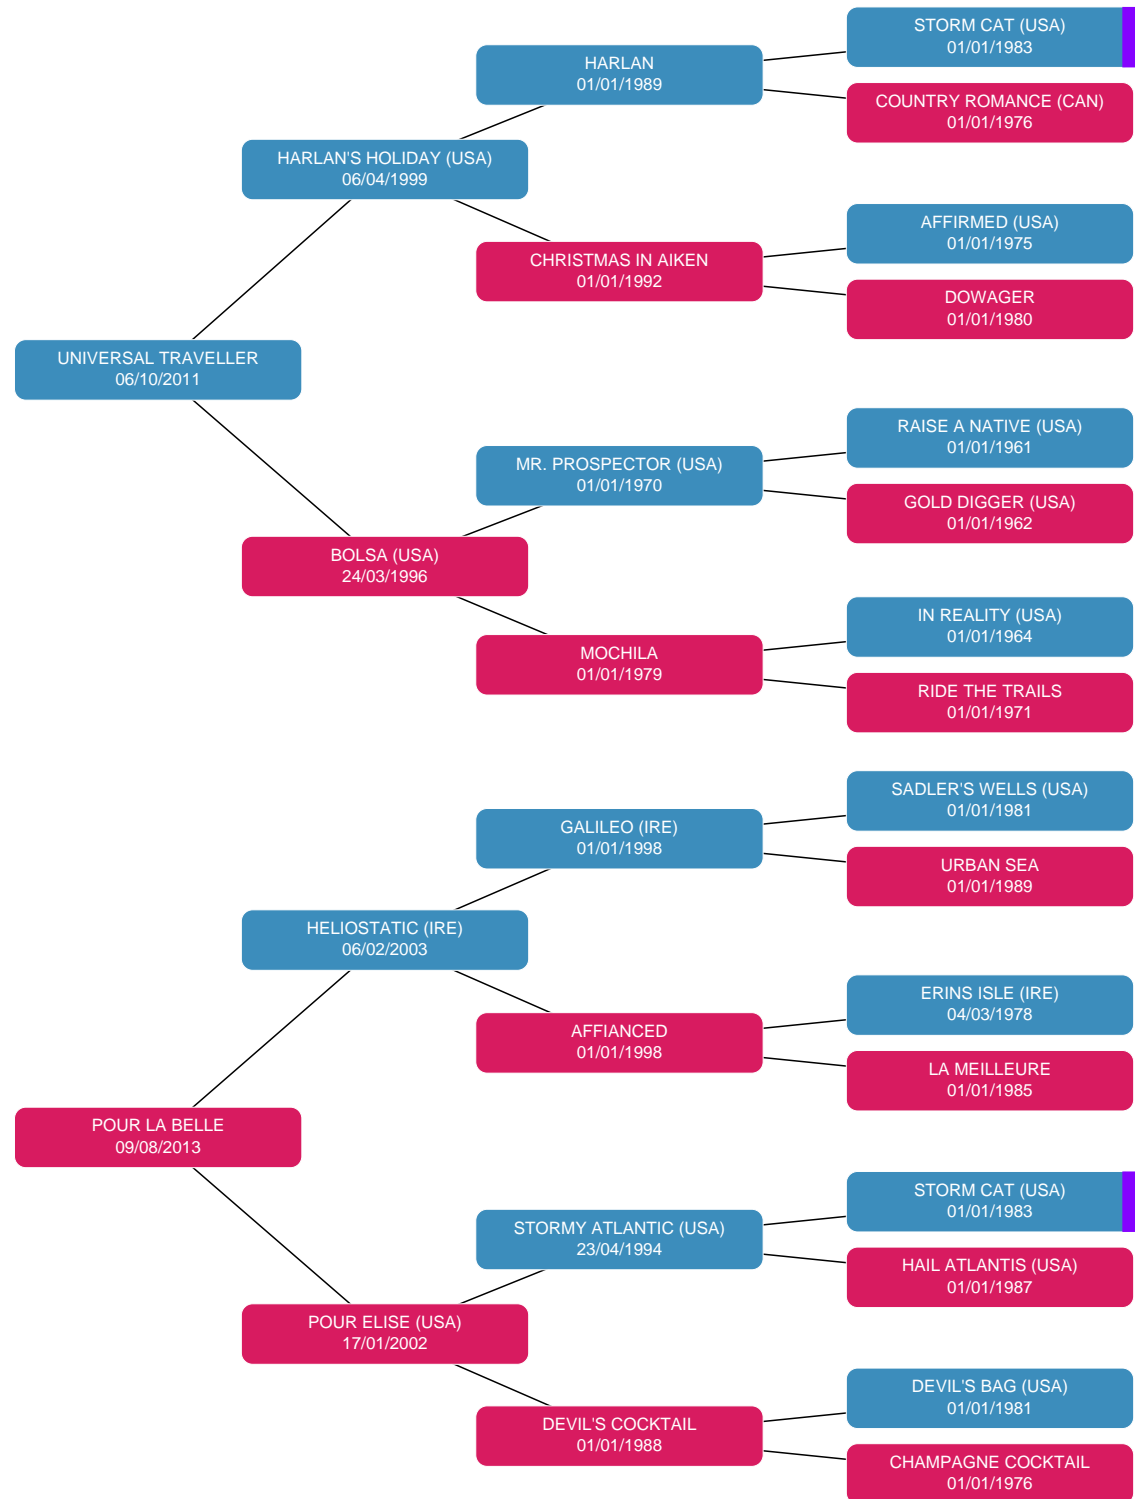 STORM CAT (USA)
01/01/1983
HARLAN
01/01/1989
COUNTRY ROMANCE (CAN)
01/01/1976
HARLAN'S HOLIDAY (USA)
06/04/1999
AFFIRMED (USA)
01/01/1975
CHRISTMAS IN AIKEN
01/01/1992
DOWAGER
01/01/1980
UNIVERSAL TRAVELLER
06/10/2011
RAISE A NATIVE (USA)
01/01/1961
MR. PROSPECTOR (USA)
01/01/1970
GOLD DIGGER (USA)
01/01/1962
BOLSA (USA)
24/03/1996
IN REALITY (USA)
01/01/1964
MOCHILA
01/01/1979
RIDE THE TRAILS
01/01/1971
SADLER'S WELLS (USA)
01/01/1981
GALILEO (IRE)
01/01/1998
URBAN SEA
01/01/1989
HELIOSTATIC (IRE)
06/02/2003
ERINS ISLE (IRE)
04/03/1978
AFFIANCED
01/01/1998
LA MEILLEURE
01/01/1985
POUR LA BELLE
09/08/2013
STORM CAT (USA)
01/01/1983
STORMY ATLANTIC (USA)
23/04/1994
HAIL ATLANTIS (USA)
01/01/1987
POUR ELISE (USA)
17/01/2002
DEVIL'S BAG (USA)
01/01/1981
DEVIL'S COCKTAIL
01/01/1988
CHAMPAGNE COCKTAIL
01/01/1976